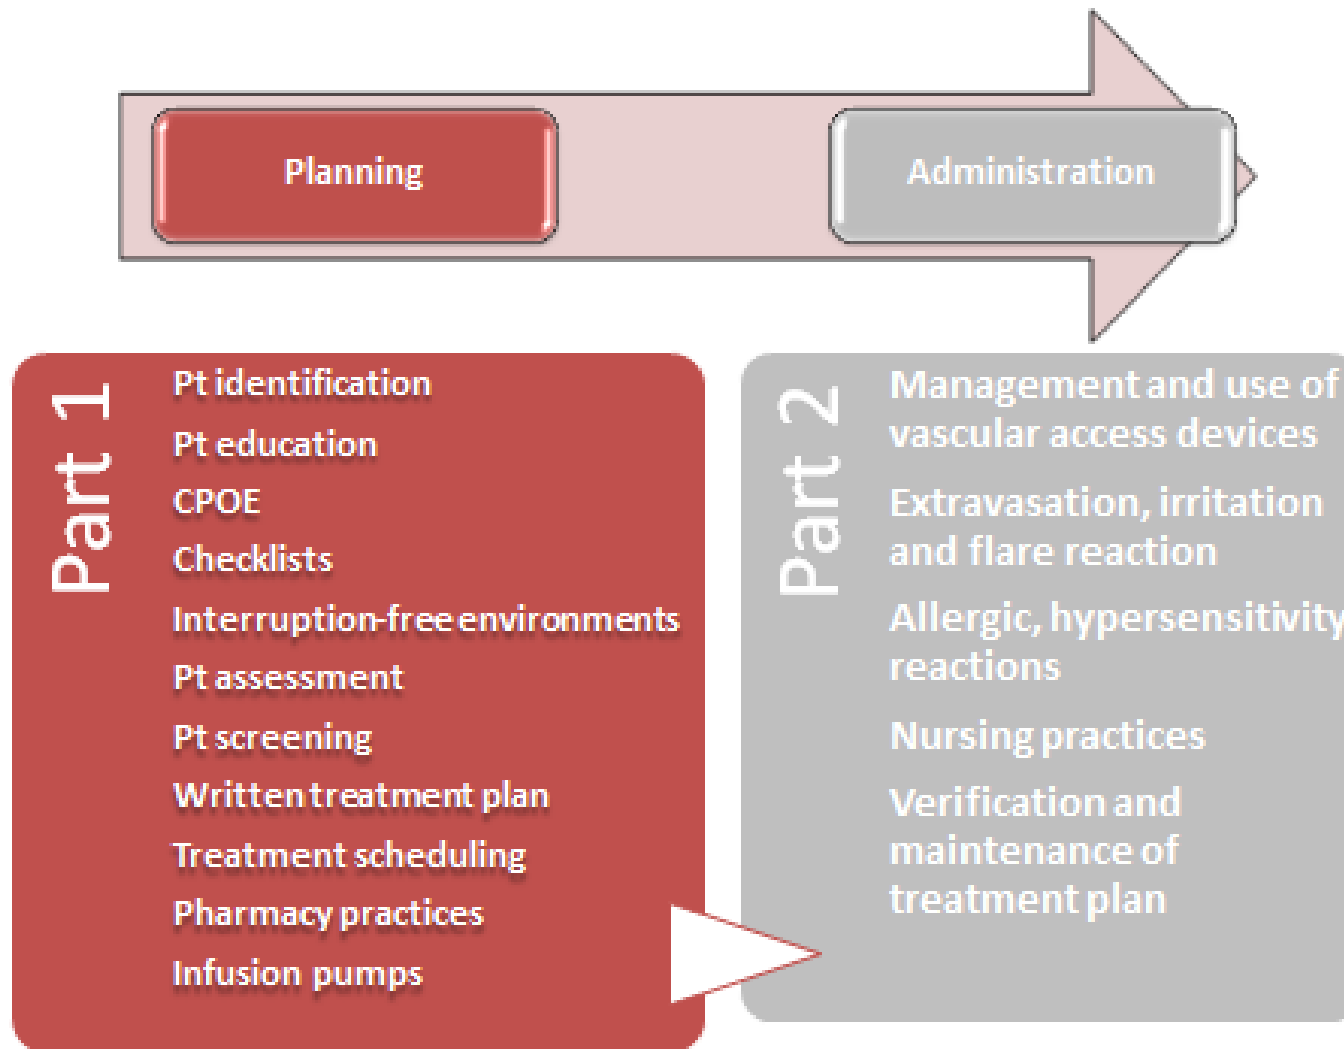 Planning
Administration
Part 1
Pt identification
Pt education
CPOE
Checklists
Interruption-free environments
Pt assessment
Pt screening
Written treatment plan
Treatment scheduling
Pharmacy practices
Infusion pumps
Part 2
Management and use of
vascular access devices
Extravasation, irritation
and flare reaction
Allergic, hypersensitivity
reactions
Nursing practices
Verification and
maintenance of
treatment plan